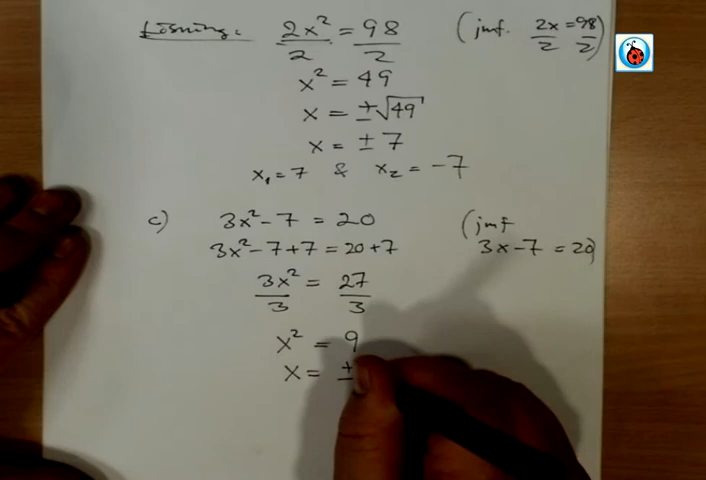 Lösning: 2x²/2 = 98/2 (jmf. 2x/2 = 98/2)
x² = 49
x = ±√49
x = ±7
x₁ = 7 & x₂ = -7
c) 3x² - 7 = 20 (jmf
3x² - 7 + 7 = 20 + 7 3x - 7 = 20)
3x²/3 = 27/3
x² = 9
x = ±